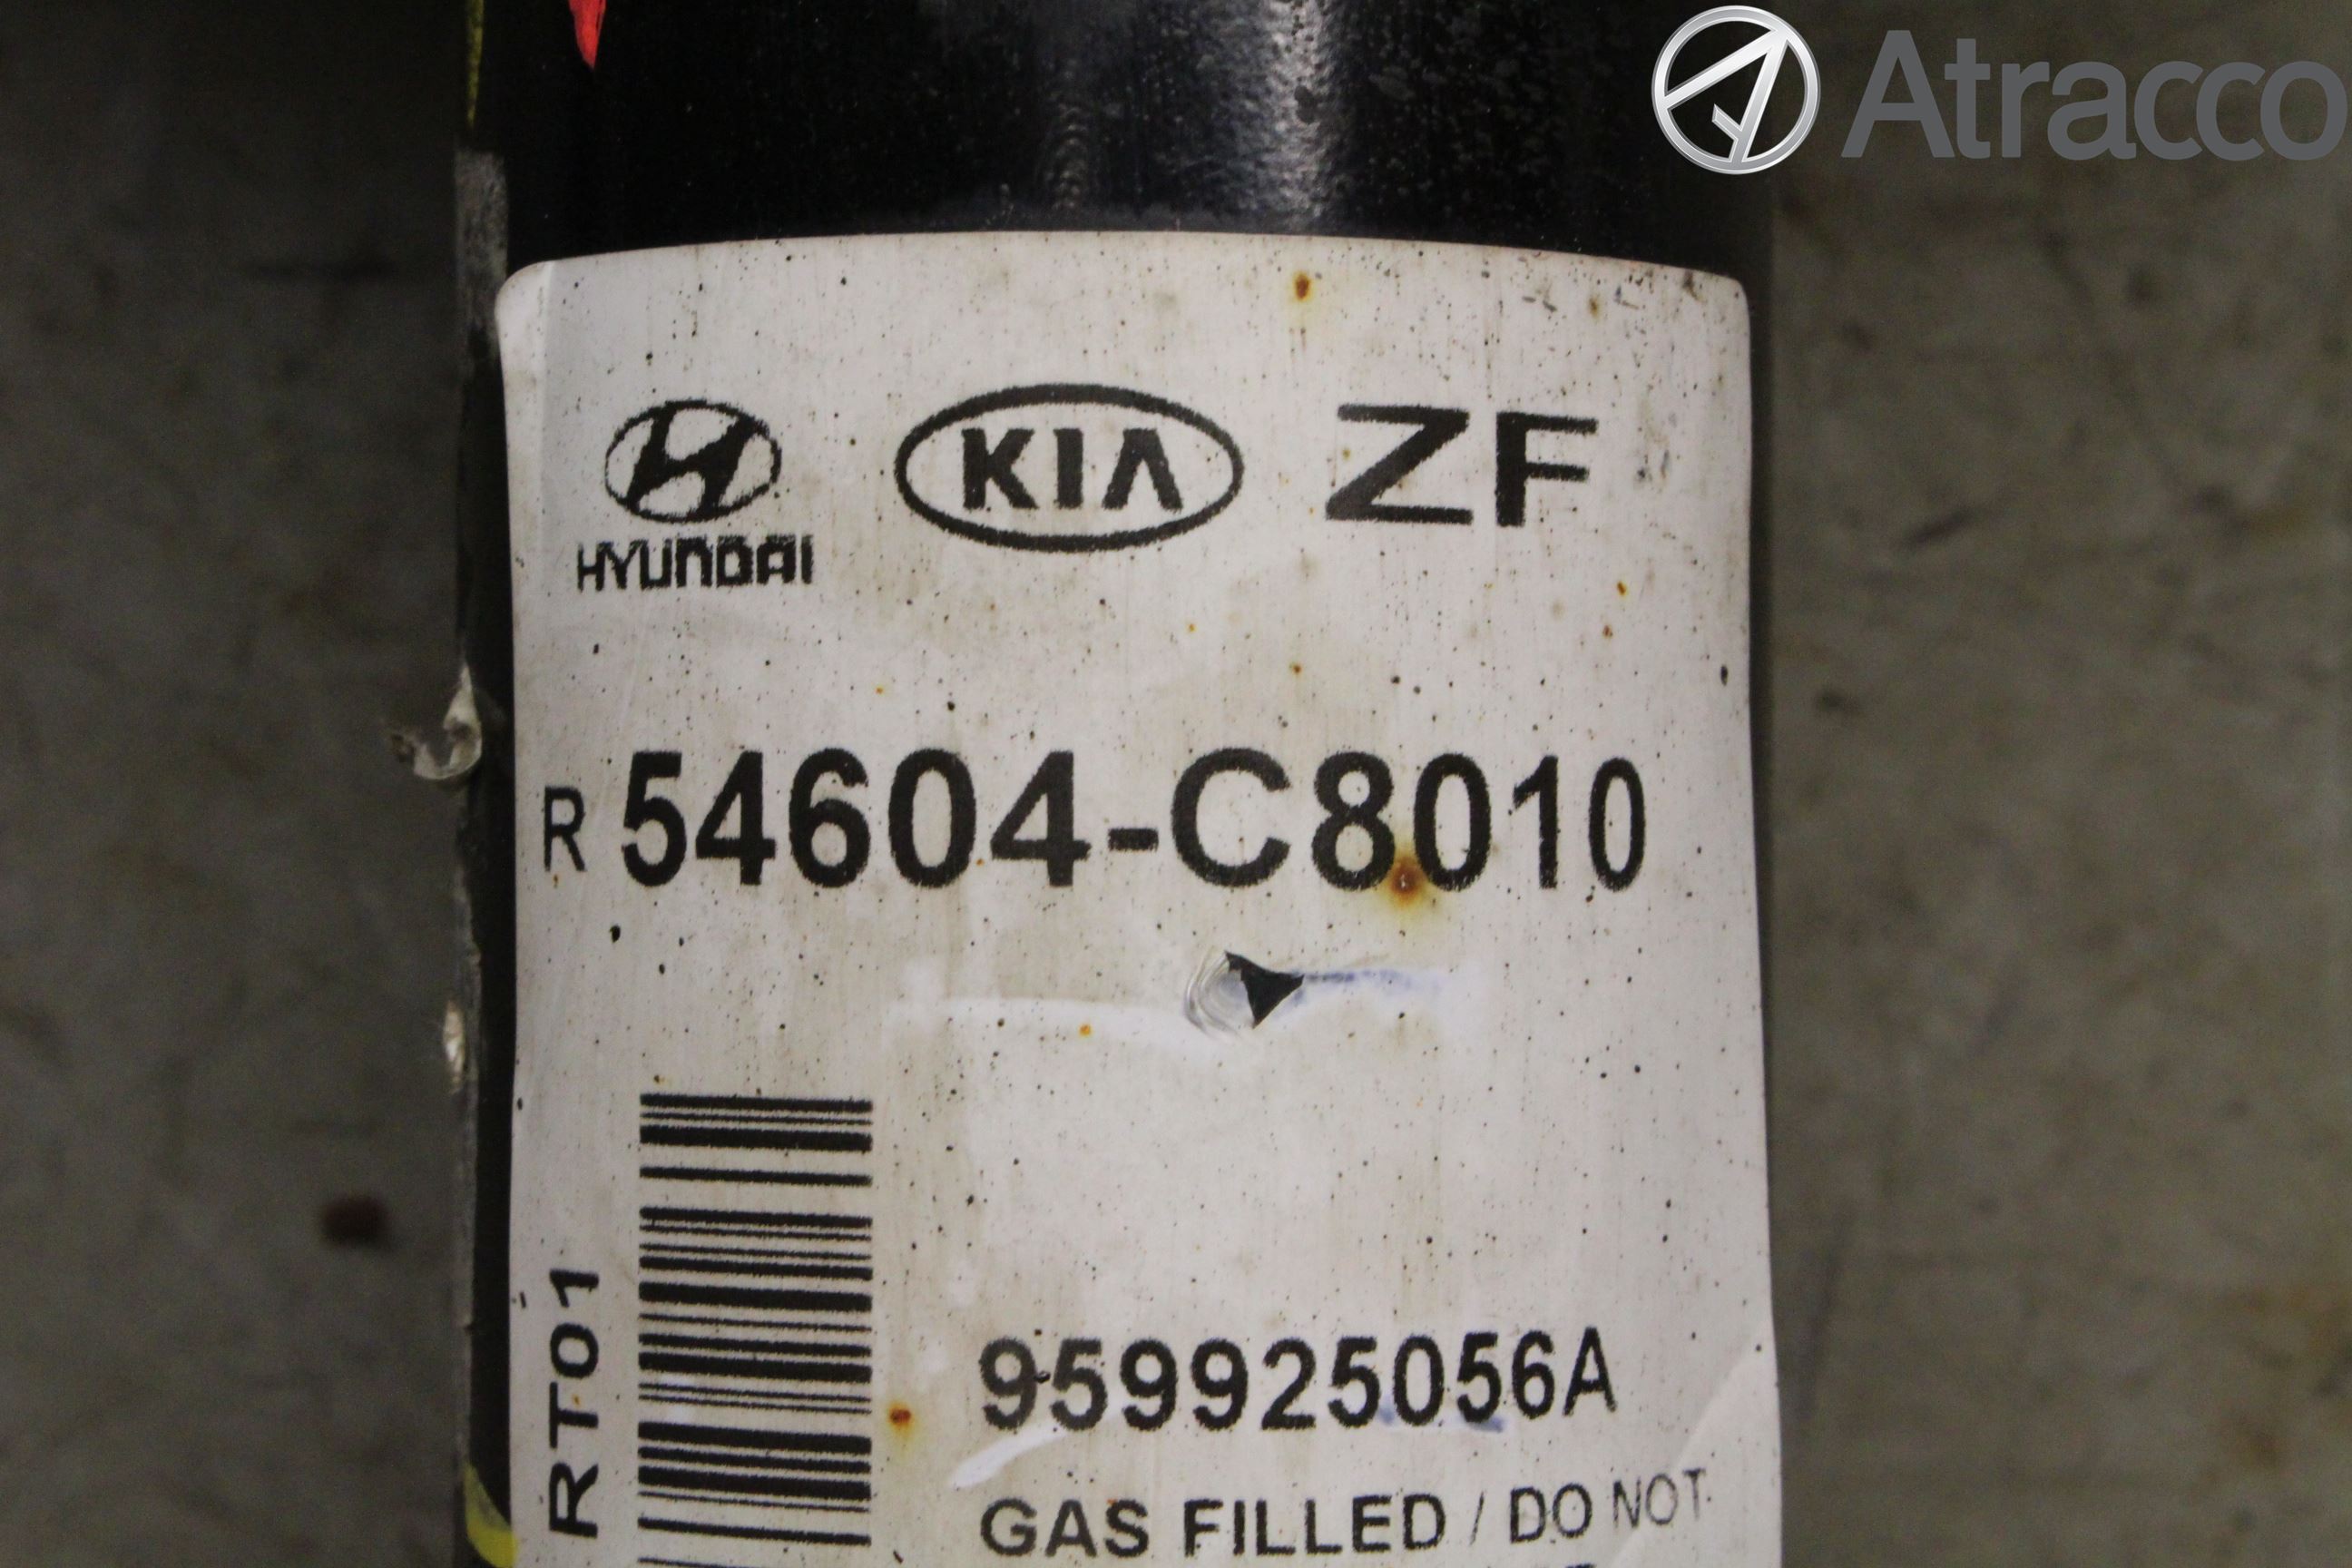 Atracco
HYUNDAI
KIA
ZF
R 54604-C8010
RT01
959925056A
GAS FILLED / DO NOT